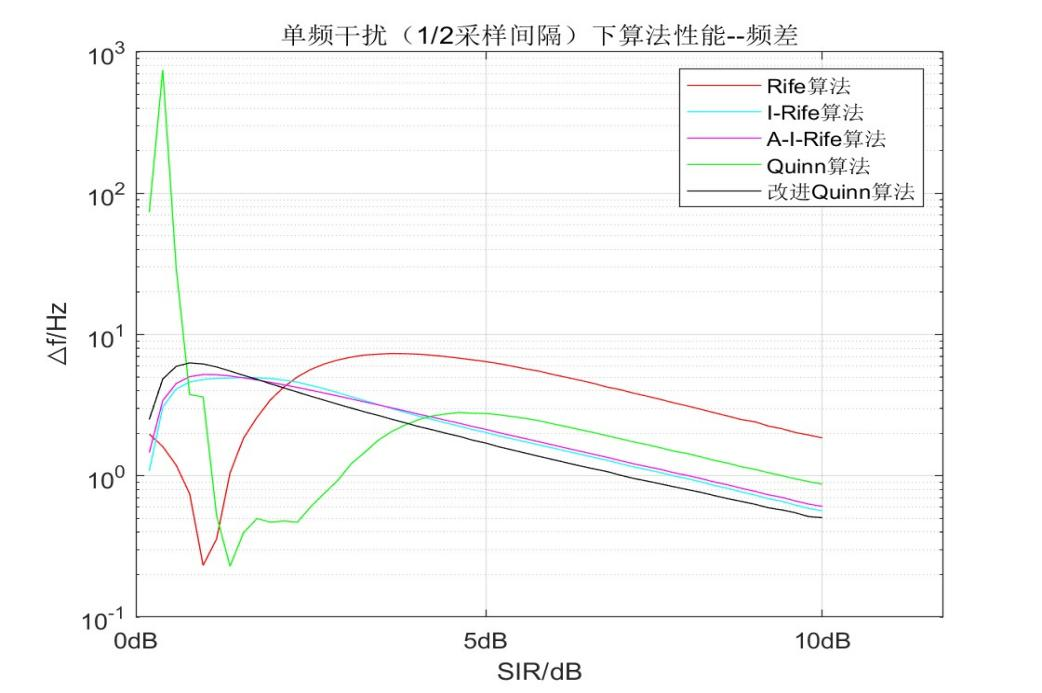 单频干扰（1/2采样间隔）下算法性能--频差
10^3
10^2
10^1
10^0
10^-1
△f/Hz
Rife算法
I-Rife算法
A-I-Rife算法
Quinn算法
改进Quinn算法
0dB
5dB
10dB
SIR/dB